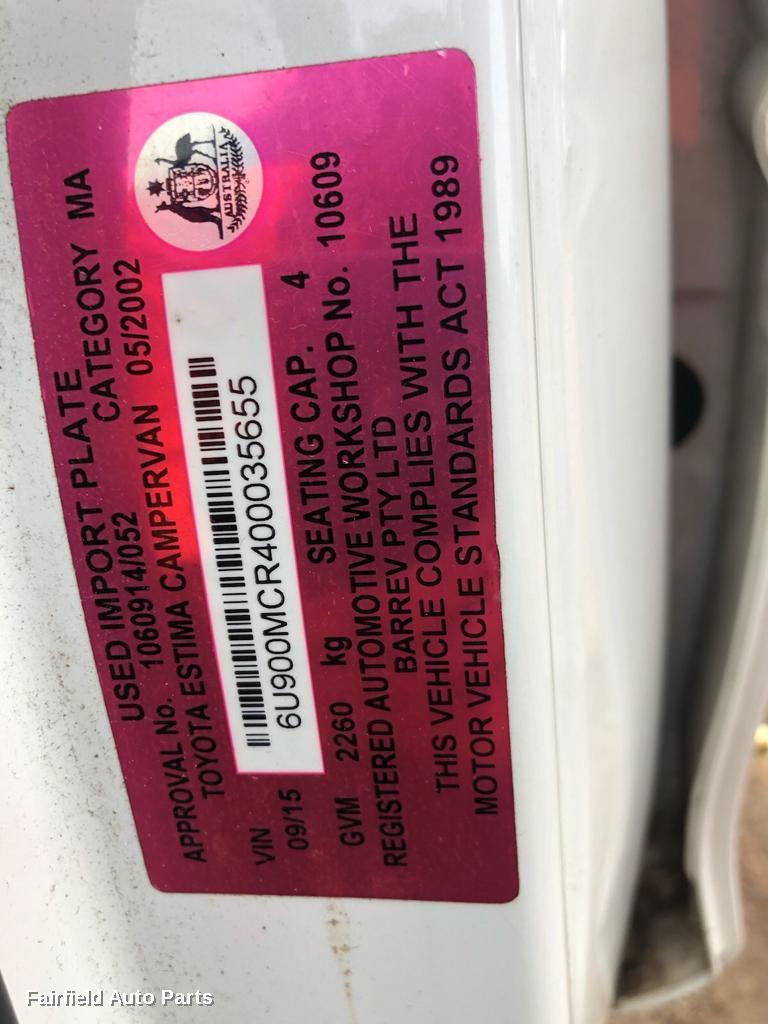 USED IMPORT PLATE
APPROVAL No. 1060914/052 CATEGORY MA
TOYOTA ESTIMA CAMPERVAN 05/2002
AUSTRALIA
VIN 6U900MCR400035655
09/15
GVM 2260 kg SEATING CAP. 4
REGISTERED AUTOMOTIVE WORKSHOP No. 10609
BARREV PTY LTD
THIS VEHICLE COMPLIES WITH THE
MOTOR VEHICLE STANDARDS ACT 1989
Fairfield Auto Parts